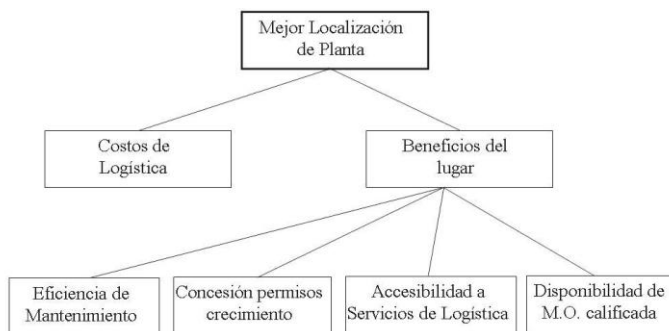 Mejor Localización
de Planta
Costos de
Logística
Beneficios del
lugar
Eficiencia de
Mantenimiento
Concesión permisos
crecimiento
Accesibilidad a
Servicios de Logística
Disponibilidad de
M.O. calificada